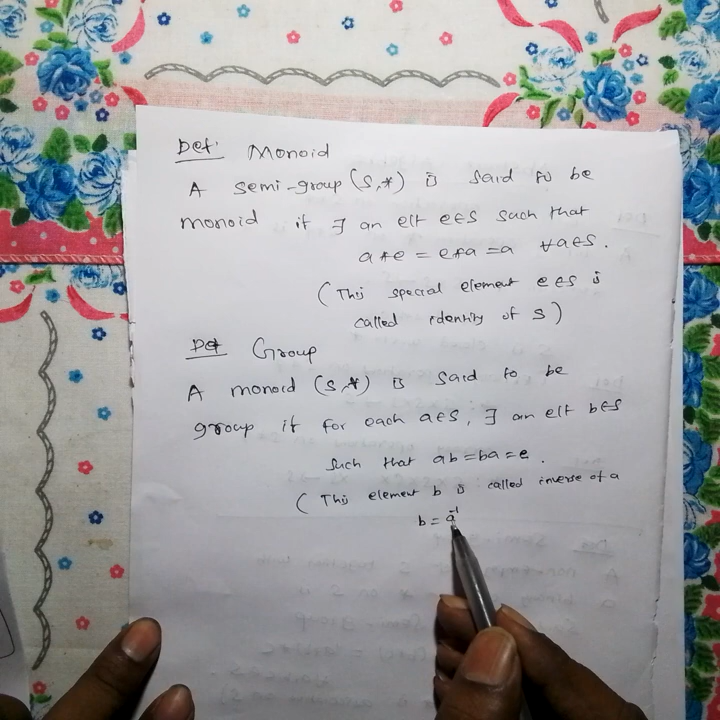 Def: Monoid
A semi-group (S,*) is said to be
monoid if ∃ an elt e∈S such that
a*e = e*a = a ∀a∈S.
(This special element e∈S is
called identity of S)
Def Group
A monoid (S,*) is said to be
group if for each a∈S, ∃ an elt b∈S
such that ab=ba=e.
(This element b is called inverse of a
b = a⁻¹